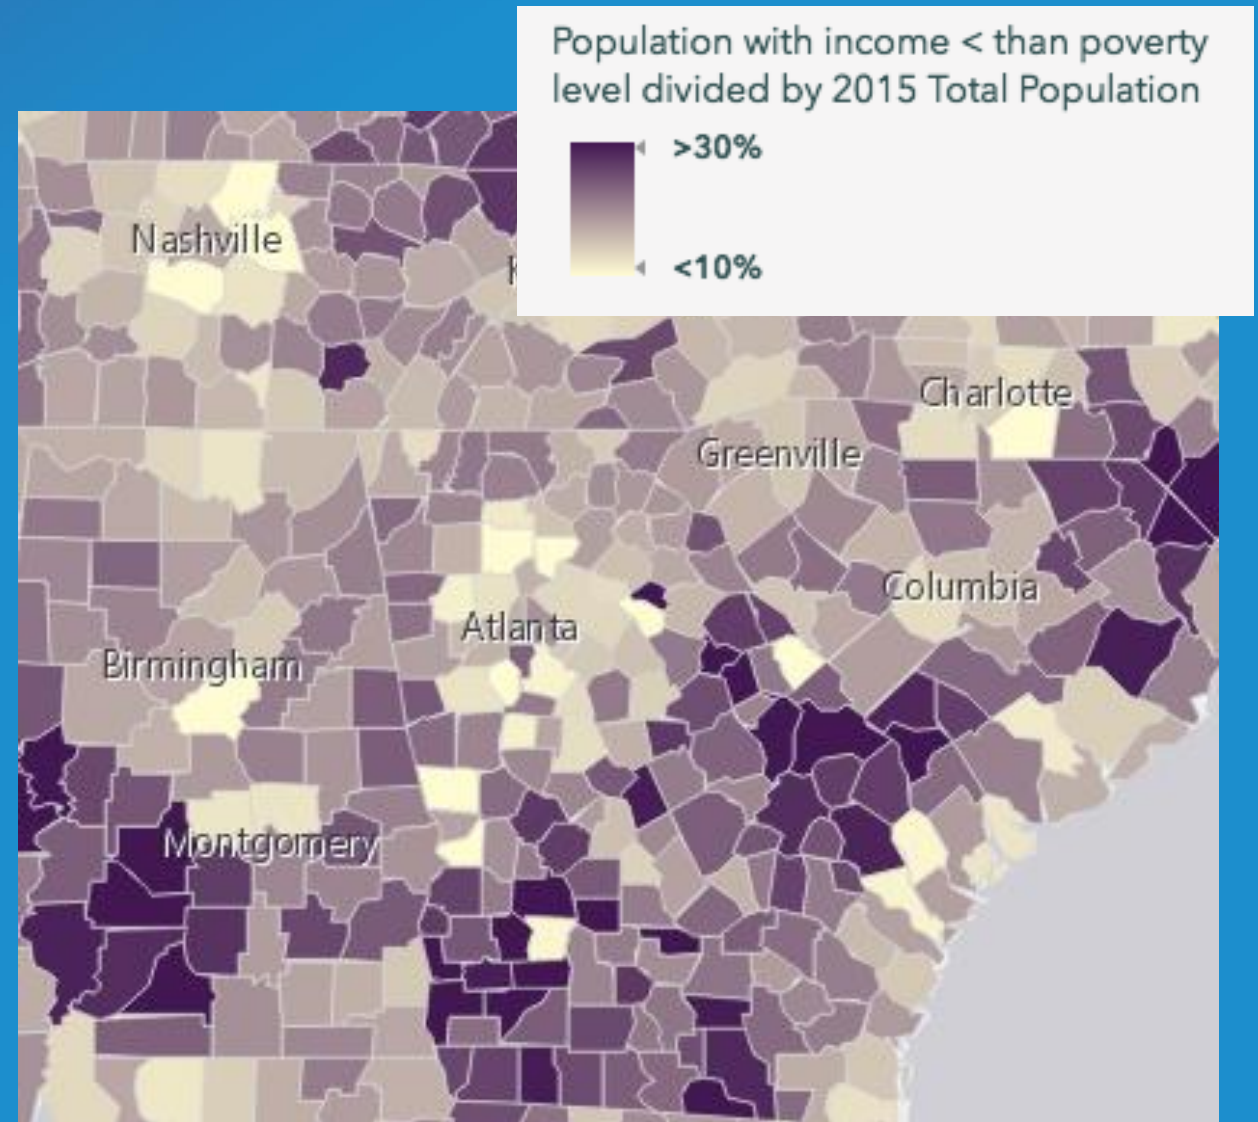 Population with income < than poverty
level divided by 2015 Total Population
>30%
<10%
Nashville
Charlotte
Greenville
Columbia
Atlanta
Birmingham
Montgomery